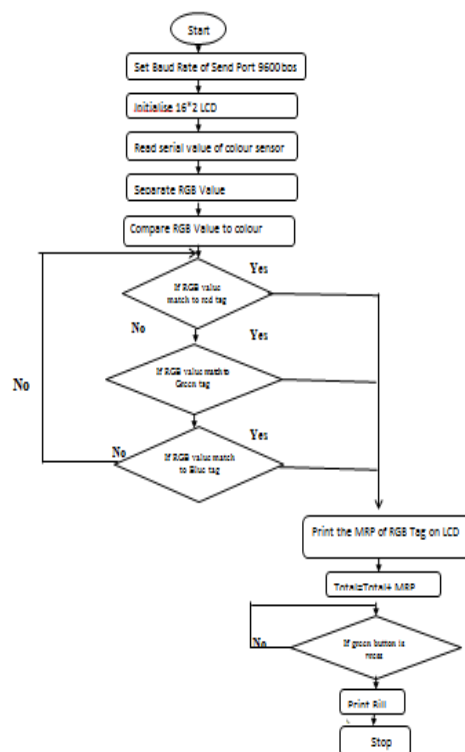 Start
Set Baud Rate of Send Port 9600bps
Initialise 16*2 LCD
Read serial value of colour sensor
Separate RGB Value
Compare RGB Value to colour
Yes
If RGB value
match to red tag
No
Yes
If RGB value match to
Green tag
No
Yes
No
If RGB value match
to Blue tag
Print the MRP of RGB Tag on LCD
Total=Total+ MRP
If green button is
press
No
Print Bill
Stop